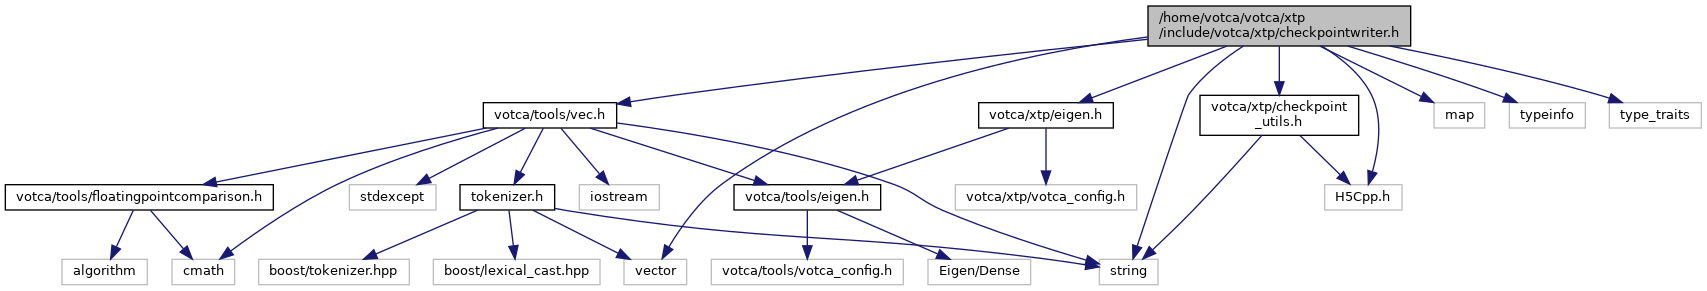 /home/votca/votca/xtp
/include/votca/xtp/checkpointwriter.h
votca/tools/vec.h
votca/xtp/eigen.h
votca/xtp/checkpoint
_utils.h
map
typeinfo
type_traits
votca/tools/floatingpointcomparison.h
stdexcept
tokenizer.h
iostream
votca/tools/eigen.h
votca/xtp/votca_config.h
H5Cpp.h
algorithm
cmath
boost/tokenizer.hpp
boost/lexical_cast.hpp
vector
votca/tools/votca_config.h
Eigen/Dense
string